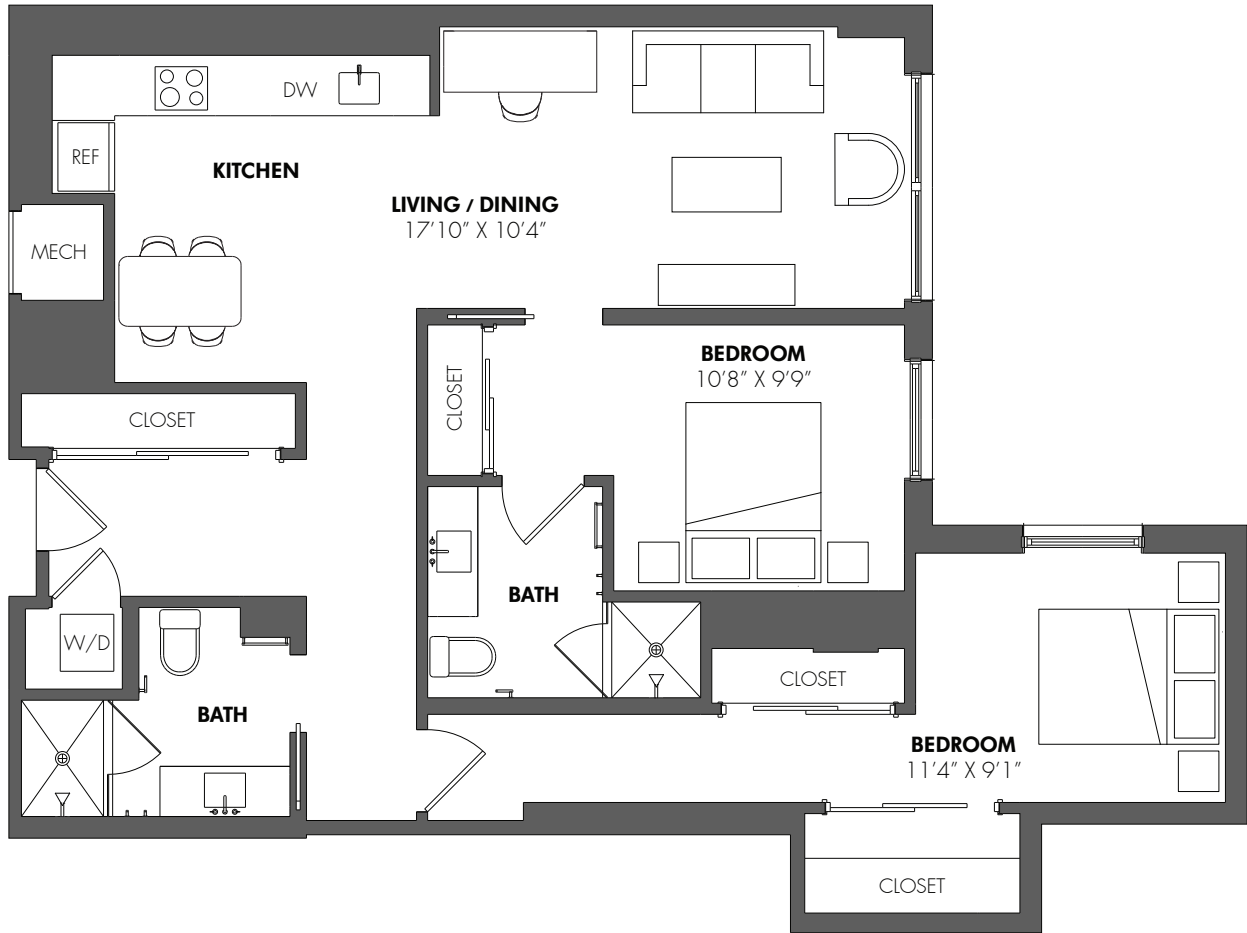 DW
REF
KITCHEN
LIVING / DINING
17’10” X 10’4”
MECH
BEDROOM
10’8” X 9’9”
CLOSET
CLOSET
BATH
W/D
CLOSET
BATH
BEDROOM
11’4” X 9’1”
CLOSET